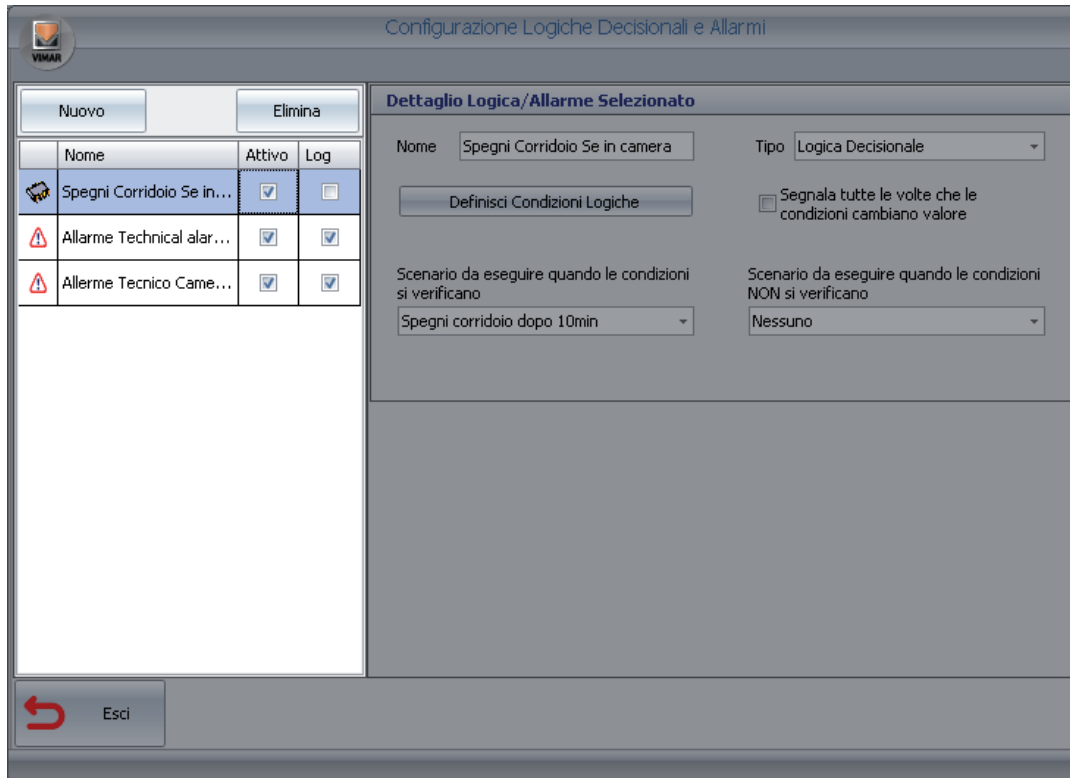 Configurazione Logiche Decisionali e Allarmi
VIMAR
Nuovo
Elimina
Nome Attivo Log
Spegni Corridoio Se in...
Allarme Technical alar...
Allerme Tecnico Came...
Dettaglio Logica/Allarme Selezionato
Nome Spegni Corridoio Se in camera
Tipo Logica Decisionale
Definisci Condizioni Logiche
Segnala tutte le volte che le
condizioni cambiano valore
Scenario da eseguire quando le condizioni
si verificano
Spegni corridoio dopo 10min
Scenario da eseguire quando le condizioni
NON si verificano
Nessuno
Esci